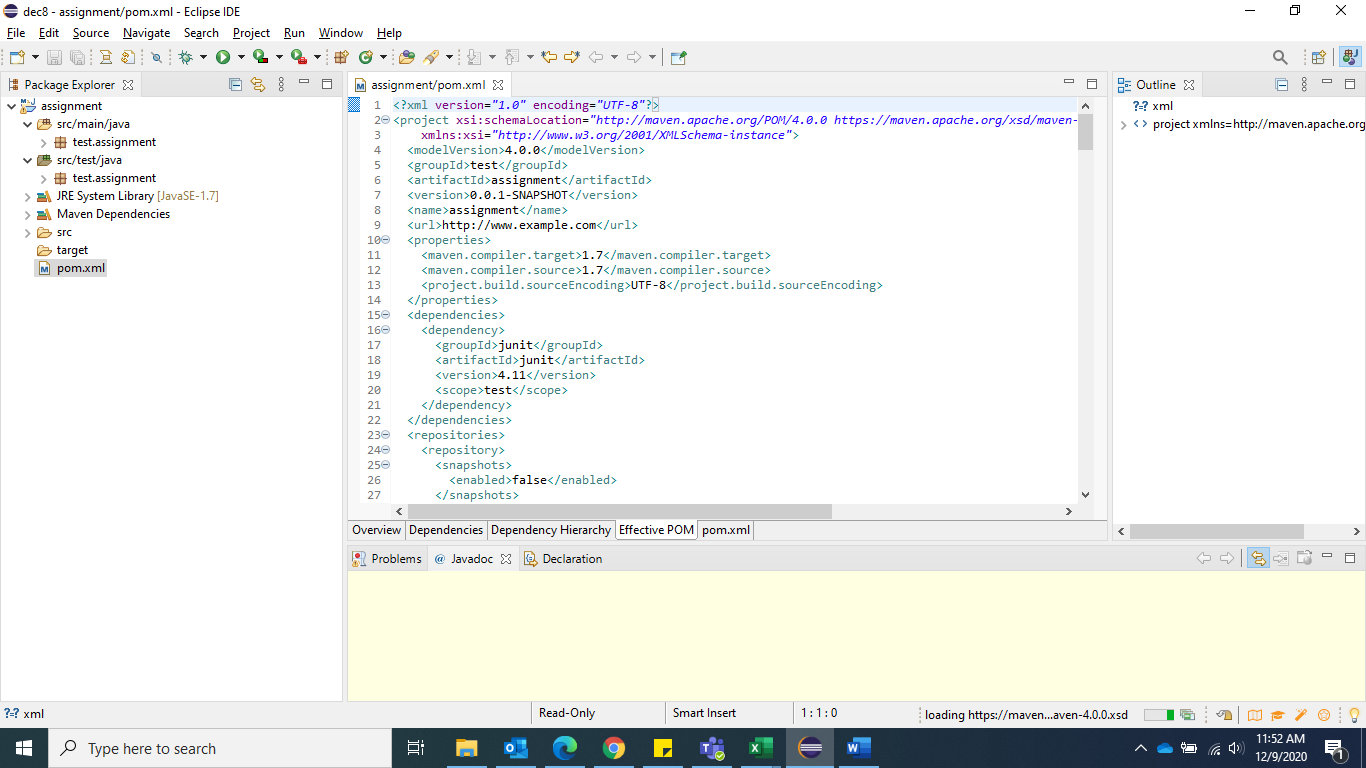 dec8 - assignment/pom.xml - Eclipse IDE
File Edit Source Navigate Search Project Run Window Help
Package Explorer
assignment
src/main/java
test.assignment
src/test/java
test.assignment
JRE System Library [JavaSE-1.7]
Maven Dependencies
src
target
pom.xml
assignment/pom.xml
1 <?xml version="1.0" encoding="UTF-8"?>
2 <project xsi:schemaLocation="http://maven.apache.org/POM/4.0.0 https://maven.apache.org/xsd/maven-
3 xmlns:xsi="http://www.w3.org/2001/XMLSchema-instance">
4 <modelVersion>4.0.0</modelVersion>
5 <groupId>test</groupId>
6 <artifactId>assignment</artifactId>
7 <version>0.0.1-SNAPSHOT</version>
8 <name>assignment</name>
9 <url>http://www.example.com</url>
10 <properties>
11 <maven.compiler.target>1.7</maven.compiler.target>
12 <maven.compiler.source>1.7</maven.compiler.source>
13 <project.build.sourceEncoding>UTF-8</project.build.sourceEncoding>
14 </properties>
15 <dependencies>
16 <dependency>
17 <groupId>junit</groupId>
18 <artifactId>junit</artifactId>
19 <version>4.11</version>
20 <scope>test</scope>
21 </dependency>
22 </dependencies>
23 <repositories>
24 <repository>
25 <snapshots>
26 <enabled>false</enabled>
27 </snapshots>
Overview Dependencies Dependency Hierarchy Effective POM pom.xml
Outline
?=? xml
<> project xmlns=http://maven.apache.org
Problems @ Javadoc Declaration
?=? xml
Read-Only
Smart Insert
1 : 1 : 0
loading https://maven...aven-4.0.0.xsd
Type here to search
11:52 AM
12/9/2020
1